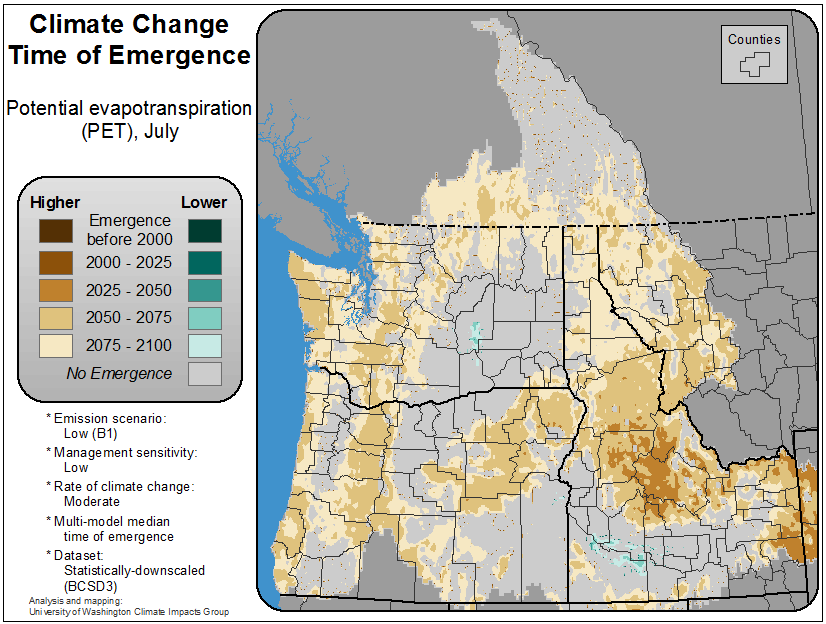 Climate Change
Time of Emergence
Potential evapotranspiration
(PET), July
Higher
Lower
Emergence
before 2000
2000 - 2025
2025 - 2050
2050 - 2075
2075 - 2100
No Emergence
* Emission scenario:
Low (B1)
* Management sensitivity:
Low
* Rate of climate change:
Moderate
* Multi-model median
time of emergence
* Dataset:
Statistically-downscaled
(BCSD3)
Analysis and mapping:
University of Washington Climate Impacts Group
Counties